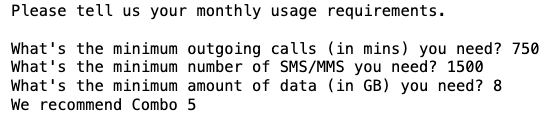 Please tell us your monthly usage requirements.
What's the minimum outgoing calls (in mins) you need? 750
What's the minimum number of SMS/MMS you need? 1500
What's the minimum amount of data (in GB) you need? 8
We recommend Combo 5